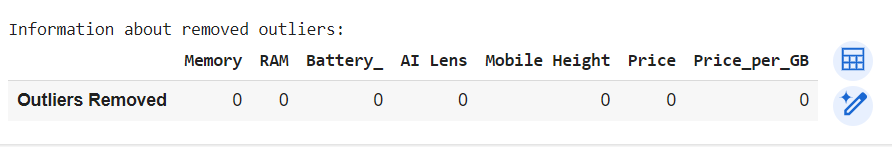 Information about removed outliers:
Memory RAM Battery_ AI Lens Mobile Height Price Price_per_GB
Outliers Removed 0 0 0 0 0 0 0